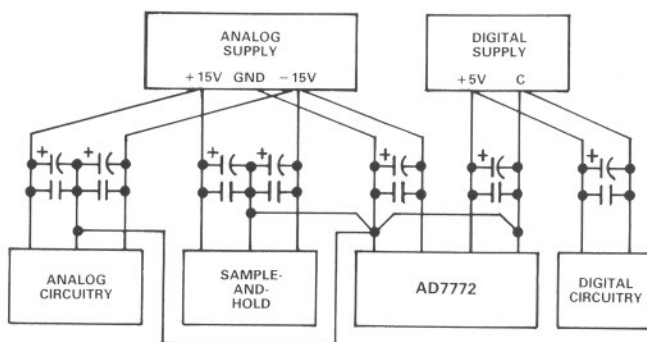 ANALOG
SUPPLY
+15V GND −15V
DIGITAL
SUPPLY
+5V C
+ +
+ +
+
+
+
ANALOG
CIRCUITRY
SAMPLE-
AND-
HOLD
AD7772
DIGITAL
CIRCUITRY